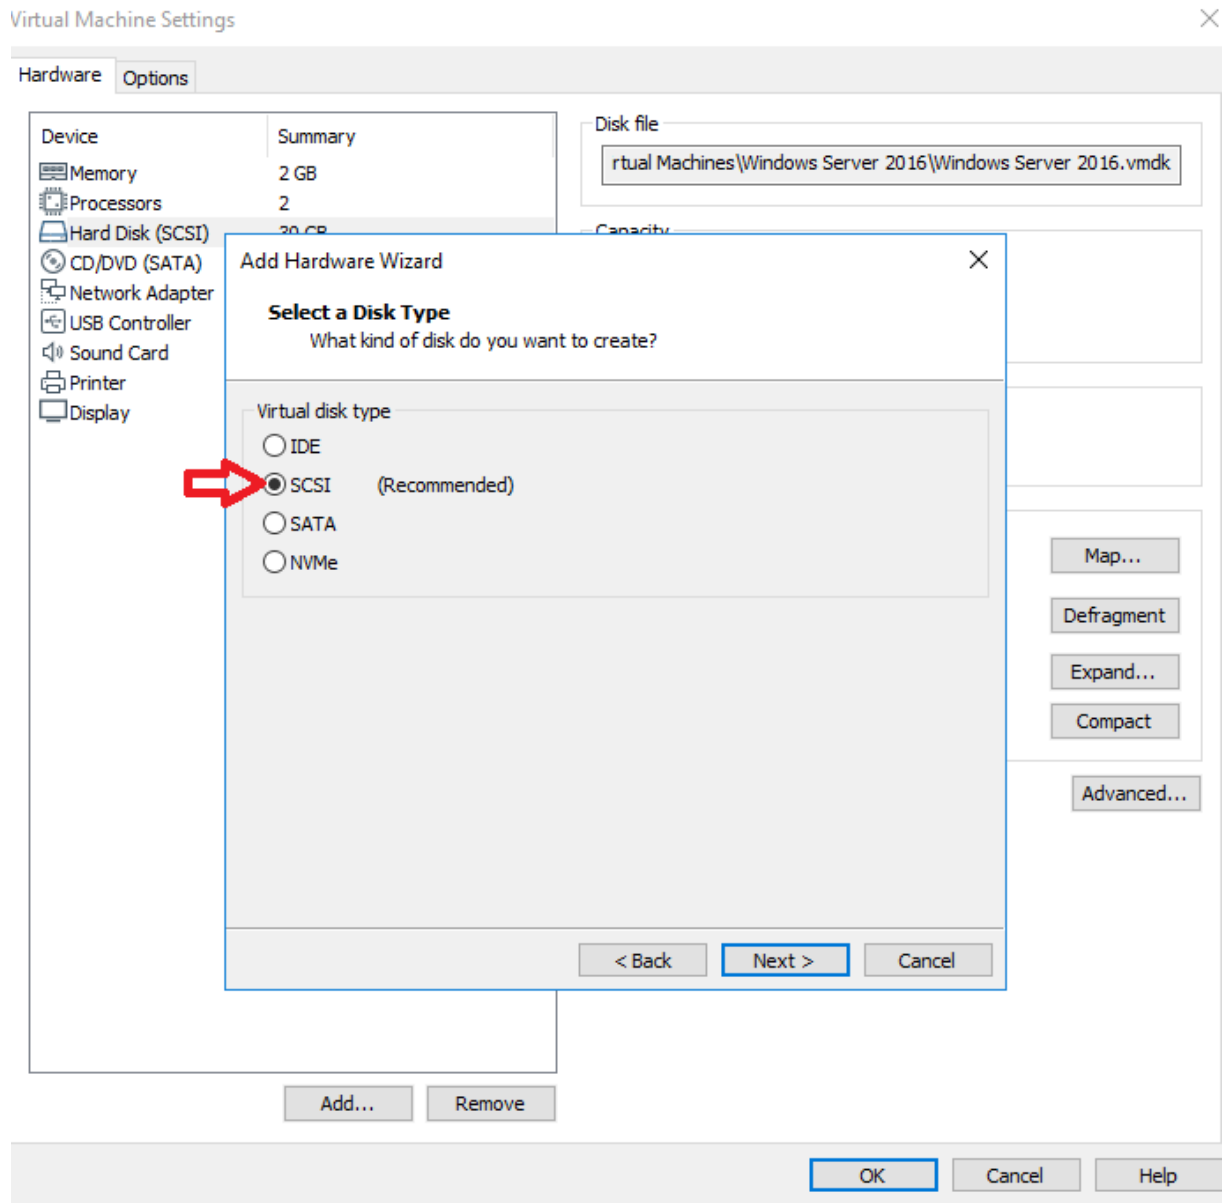 Virtual Machine Settings
Hardware Options
Device Summary
Memory 2 GB
Processors 2
Hard Disk (SCSI) 30 GB
CD/DVD (SATA)
Network Adapter
USB Controller
Sound Card
Printer
Display
Add... Remove
Disk file
rtual Machines\Windows Server 2016\Windows Server 2016.vmdk
Capacity
Map...
Defragment
Expand...
Compact
Advanced...
Add Hardware Wizard
Select a Disk Type
What kind of disk do you want to create?
Virtual disk type
IDE
SCSI (Recommended)
SATA
NVMe
< Back Next > Cancel
OK Cancel Help